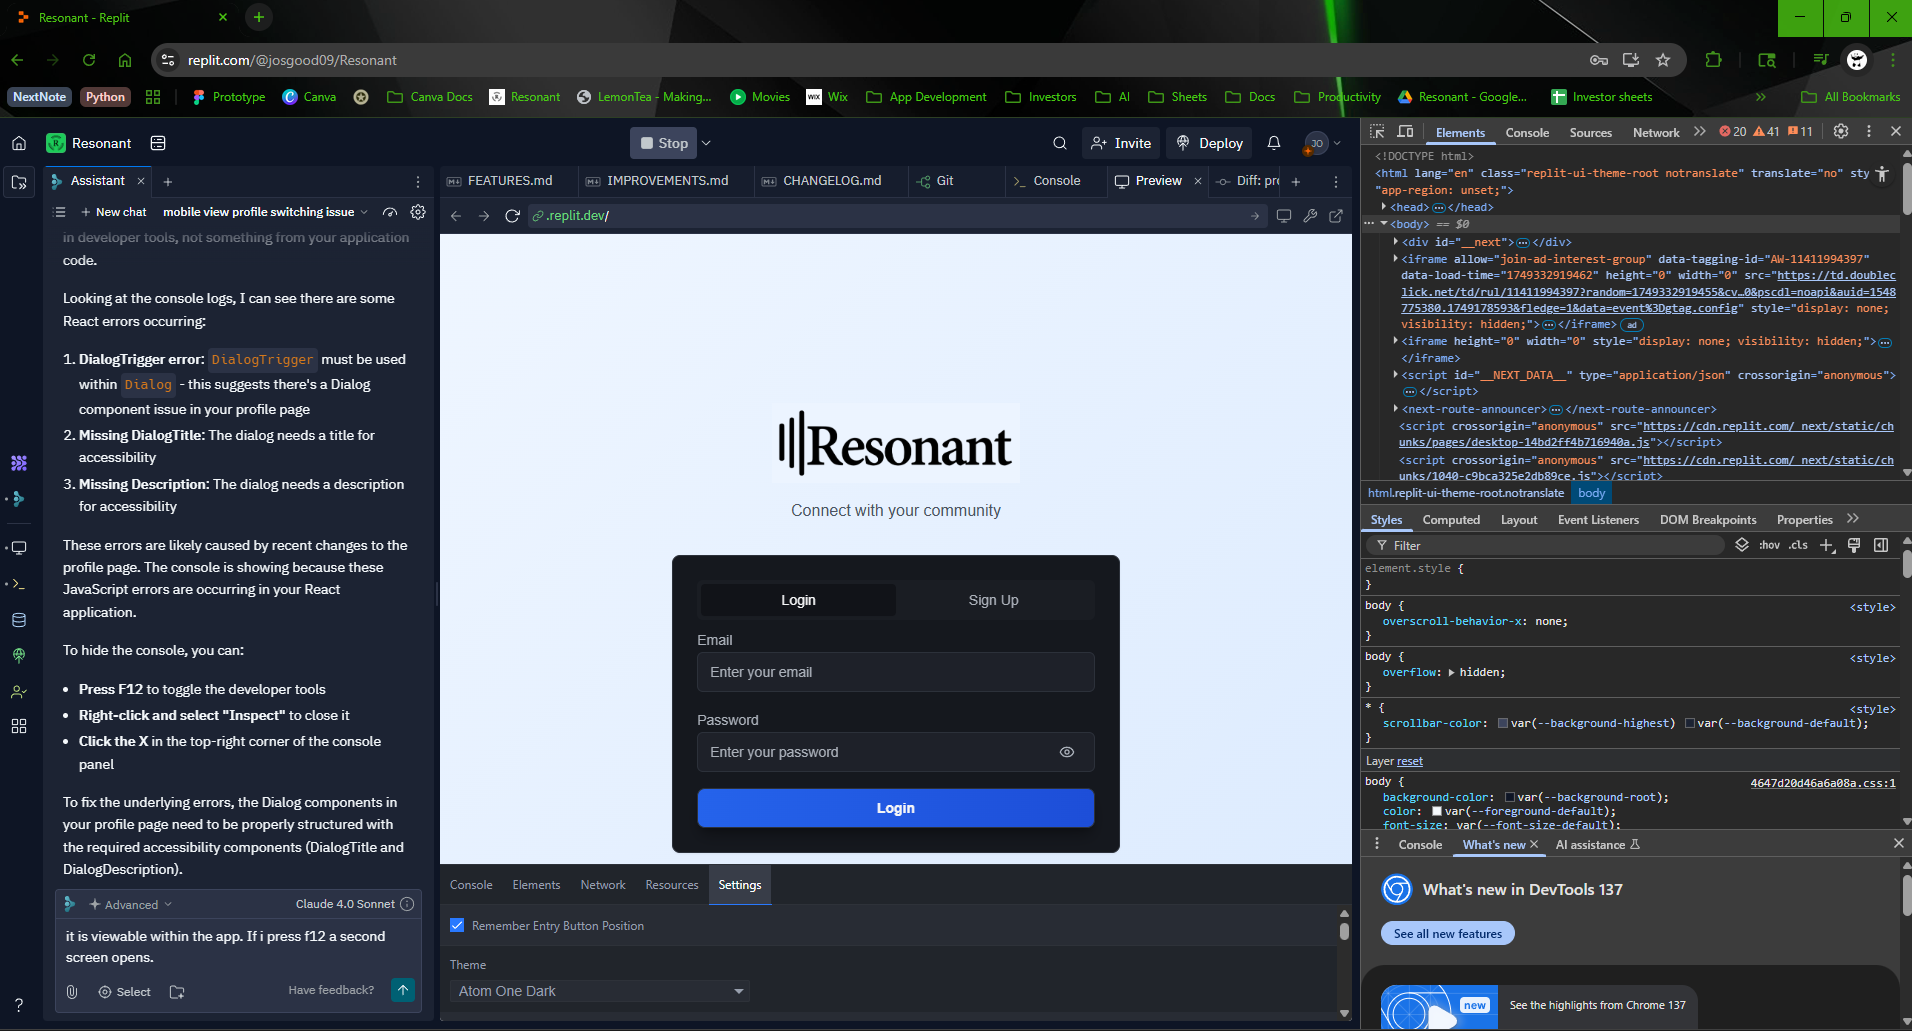 Resonant - Replit
replit.com/@josgood09/Resonant
NextNote
Python
Prototype
Canva
Canva Docs
Resonant
LemonTea - Making...
Movies
Wix
App Development
Investors
AI
Sheets
Docs
Productivity
Resonant - Google...
Investor sheets
All Bookmarks
Resonant
Stop
Invite
Deploy
JO
Assistant
New chat
mobile view profile switching issue
in developer tools, not something from your application
code.
Looking at the console logs, I can see there are some
React errors occurring:
1. DialogTrigger error: DialogTrigger must be used
within Dialog - this suggests there's a Dialog
component issue in your profile page
2. Missing DialogTitle: The dialog needs a title for
accessibility
3. Missing Description: The dialog needs a description
for accessibility
These errors are likely caused by recent changes to the
profile page. The console is showing because these
JavaScript errors are occurring in your React
application.
To hide the console, you can:
• Press F12 to toggle the developer tools
• Right-click and select "Inspect" to close it
• Click the X in the top-right corner of the console
panel
To fix the underlying errors, the Dialog components in
your profile page need to be properly structured with
the required accessibility components (DialogTitle and
DialogDescription).
Advanced
Claude 4.0 Sonnet
it is viewable within the app. If i press f12 a second
screen opens.
Select
Have feedback?
FEATURES.md
IMPROVEMENTS.md
CHANGELOG.md
Git
Console
Preview
Diff: pr
.replit.dev/
Resonant
Connect with your community
Login
Sign Up
Email
Enter your email
Password
Enter your password
Login
Console
Elements
Network
Resources
Settings
Remember Entry Button Position
Theme
Atom One Dark
Elements
Console
Sources
Network
20
41
11
<!DOCTYPE html>
<html lang="en" class="replit-ui-theme-root notranslate" translate="no" sty
"app-region: unset;">
<head> </head>
<body> == $0
<div id="__next"> </div>
<iframe allow="join-ad-interest-group" data-tagging-id="AW-11411994397"
data-load-time="1749332919462" height="0" width="0" src="https://td.doublec
lick.net/td/rul/11411994397?random=1749332919455&cv…0&pscdl=noapi&auid=1548
775380.1749178593&fledge=1&data=event%3Dgtag.config" style="display: none;
visibility: hidden;"> </iframe> ad
<iframe height="0" width="0" style="display: none; visibility: hidden;">
</iframe>
<script id="__NEXT_DATA__" type="application/json" crossorigin="anonymous">
</script>
<next-route-announcer> </next-route-announcer>
<script crossorigin="anonymous" src="https://cdn.replit.com/_next/static/ch
unks/pages/desktop-14bd2ff4b716940a.js"></script>
<script crossorigin="anonymous" src="https://cdn.replit.com/_next/static/ch
unks/1040-c9bca325e2db89ce.js"></script>
html.replit-ui-theme-root.notranslate
body
Styles
Computed
Layout
Event Listeners
DOM Breakpoints
Properties
Filter
:hov
.cls
element.style {
}
body {
<style>
overscroll-behavior-x: none;
}
body {
<style>
overflow: hidden;
}
* {
<style>
scrollbar-color: var(--background-highest) var(--background-default);
}
Layer reset
body {
4647d20d46a6a08a.css:1
background-color: var(--background-root);
color: var(--foreground-default);
font-size: var(--font-size-default);
Console
What's new
AI assistance
What's new in DevTools 137
See all new features
new
See the highlights from Chrome 137